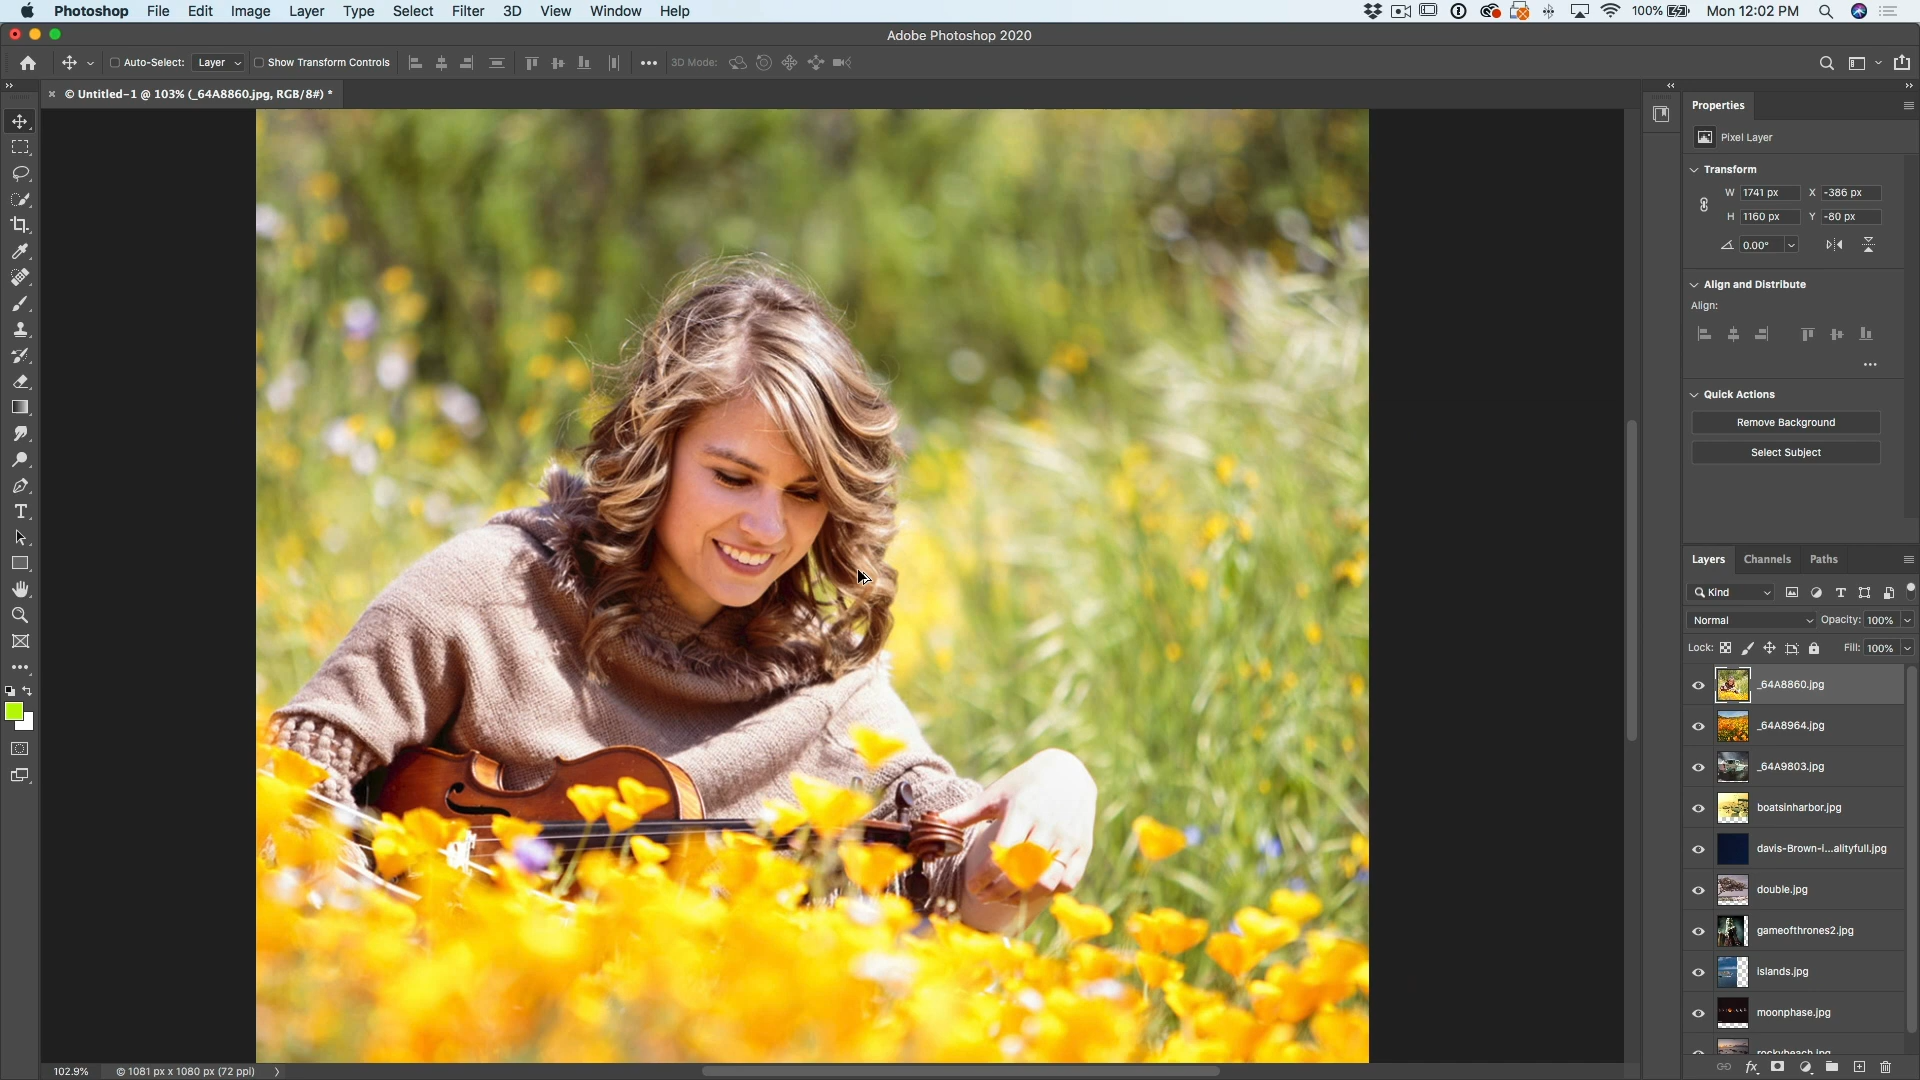 Photoshop File Edit Image Layer Type Select Filter 3D View Window Help 100% Mon 12:02 PM
Adobe Photoshop 2020
Auto-Select: Layer Show Transform Controls 3D Mode:
© Untitled-1 @ 103% (_64A8860.jpg, RGB/8#) *
Properties
Pixel Layer
Transform
W 1741 px X -386 px
H 1160 px Y -80 px
0.00°
Align and Distribute
Align:
Quick Actions
Remove Background
Select Subject
Layers Channels Paths
Kind
Normal Opacity: 100%
Lock: Fill: 100%
_64A8860.jpg
_64A8964.jpg
_64A9803.jpg
boatsinharbor.jpg
davis-Brown-i...alityfull.jpg
double.jpg
gameofthrones2.jpg
islands.jpg
moonphase.jpg
rockybeach.jpg
102.9% © 1081 px x 1080 px (72 ppi)